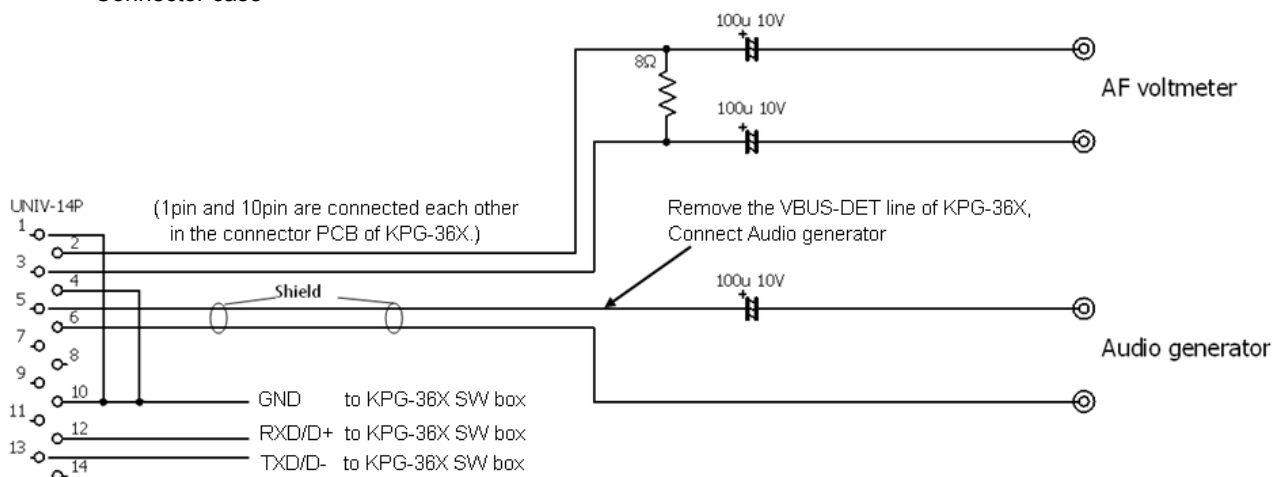 100u 10V
+
8Ω
AF voltmeter
100u 10V
+
UNIV-14P
(1pin and 10pin are connected each other
in the connector PCB of KPG-36X.)
Remove the VBUS-DET line of KPG-36X,
Connect Audio generator
1
2
3
4
Shield
100u 10V
+
5
6
7
8
Audio generator
9
10
GND to KPG-36X SW box
11
12
RXD/D+ to KPG-36X SW box
13
TXD/D- to KPG-36X SW box
14